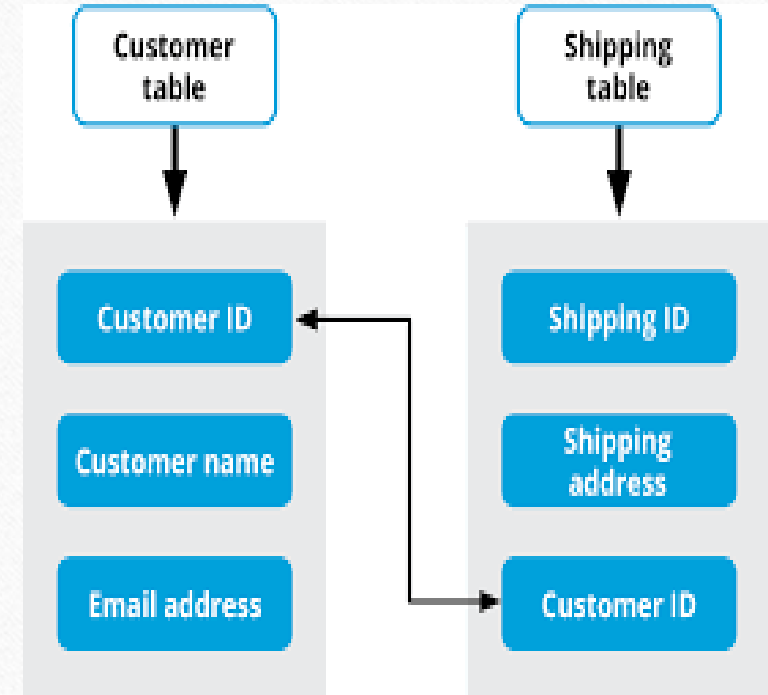 Customer
table
Shipping
table
Customer ID
Customer name
Email address
Shipping ID
Shipping
address
Customer ID